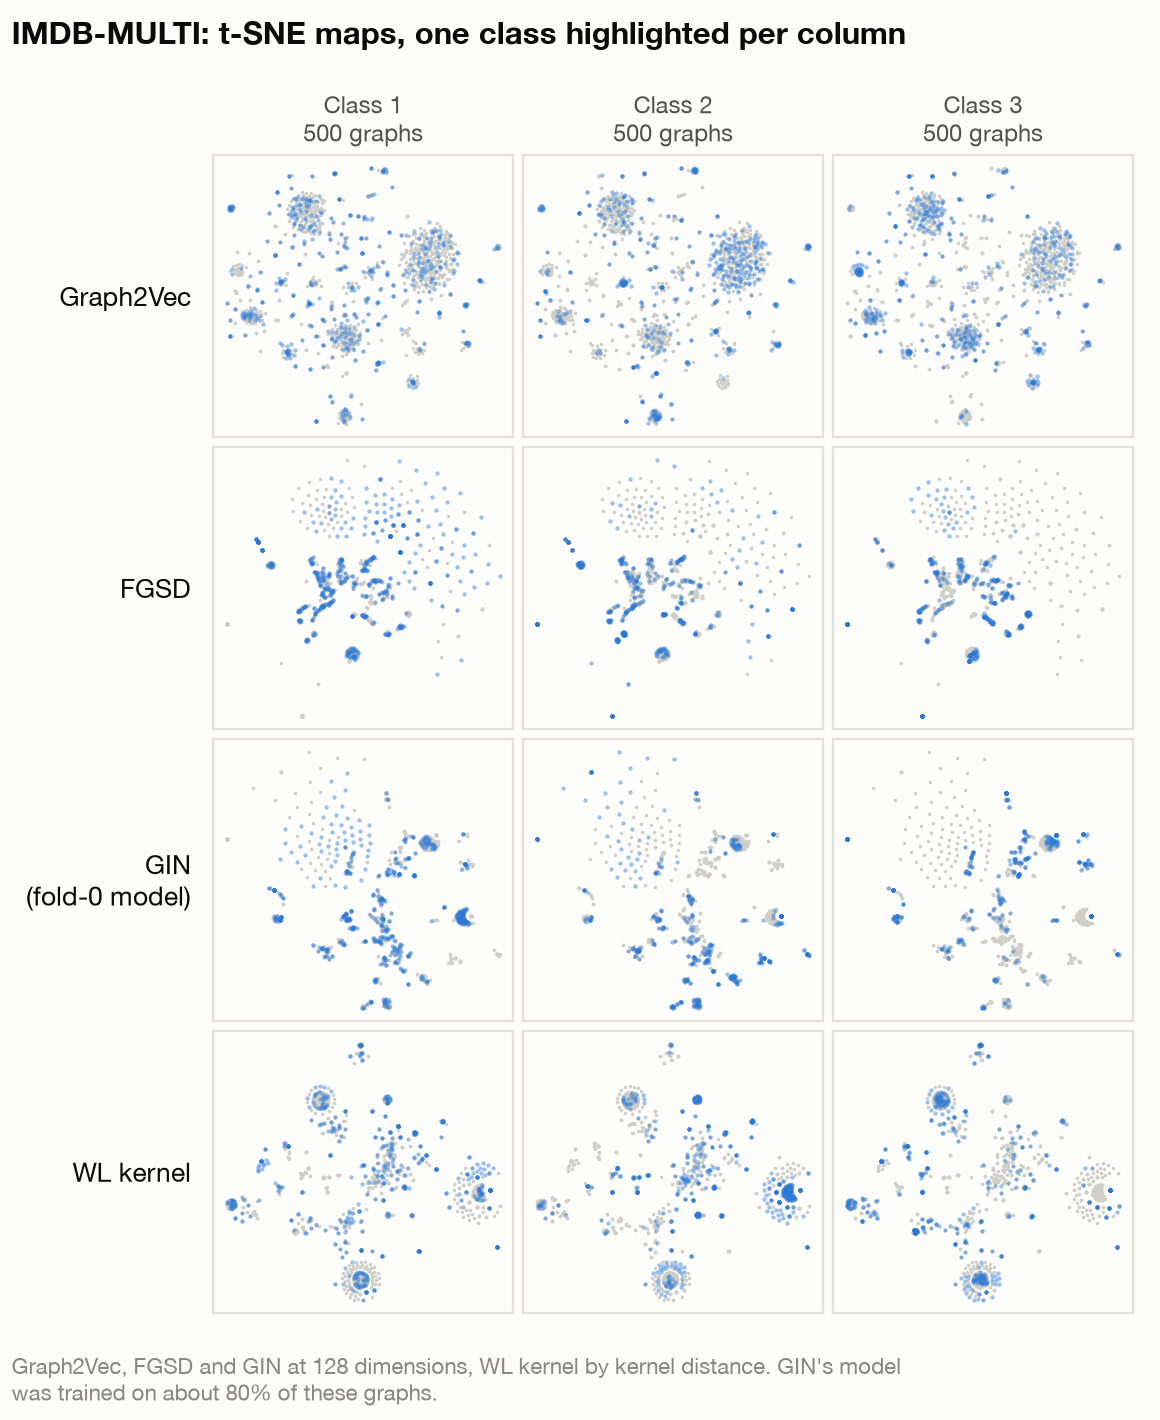 IMDB-MULTI: t-SNE maps, one class highlighted per column
Class 1
500 graphs
Class 2
500 graphs
Class 3
500 graphs
Graph2Vec
FGSD
GIN
(fold-0 model)
WL kernel
Graph2Vec, FGSD and GIN at 128 dimensions, WL kernel by kernel distance. GIN's model
was trained on about 80% of these graphs.